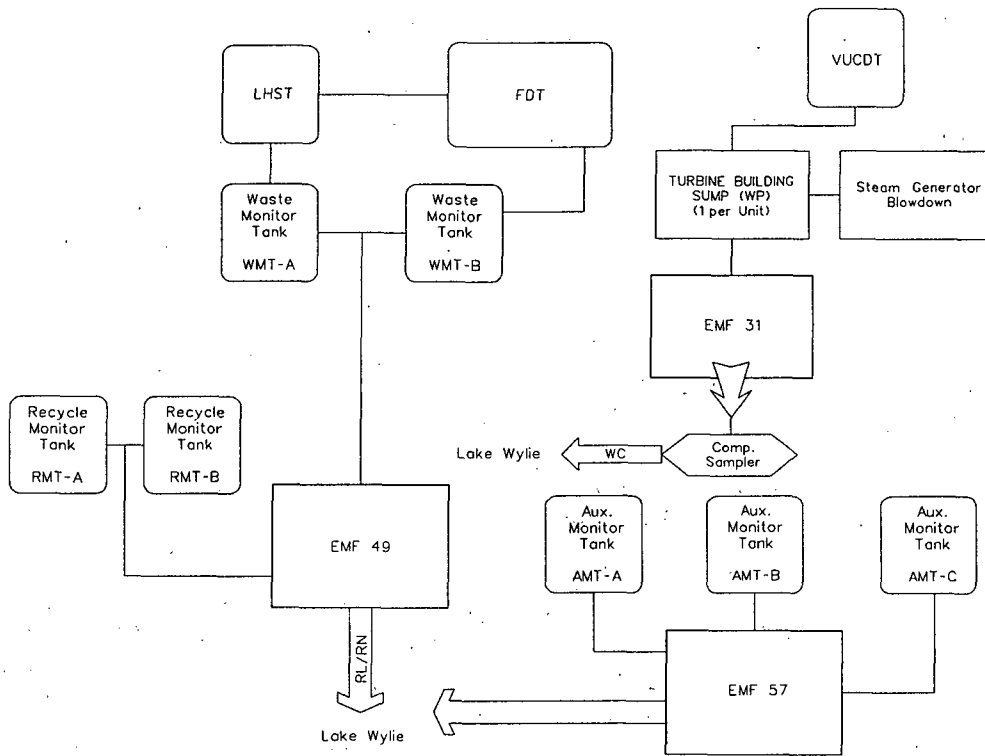 VUCDT
LHST
FDT
TURBINE BUILDING
SUMP (WP)
(1 per Unit)
Steam Generator
Blowdown
Waste
Monitor
Tank
WMT-A
Waste
Monitor
Tank
WMT-B
EMF 31
Recycle
Monitor
Tank
RMT-A
Recycle
Monitor
Tank
RMT-B
Lake Wylie
WC
Comp.
Sampler
EMF 49
Aux.
Monitor
Tank
AMT-A
Aux.
Monitor
Tank
AMT-B
Aux.
Monitor
Tank
AMT-C
RL/RN
EMF 57
Lake Wylie